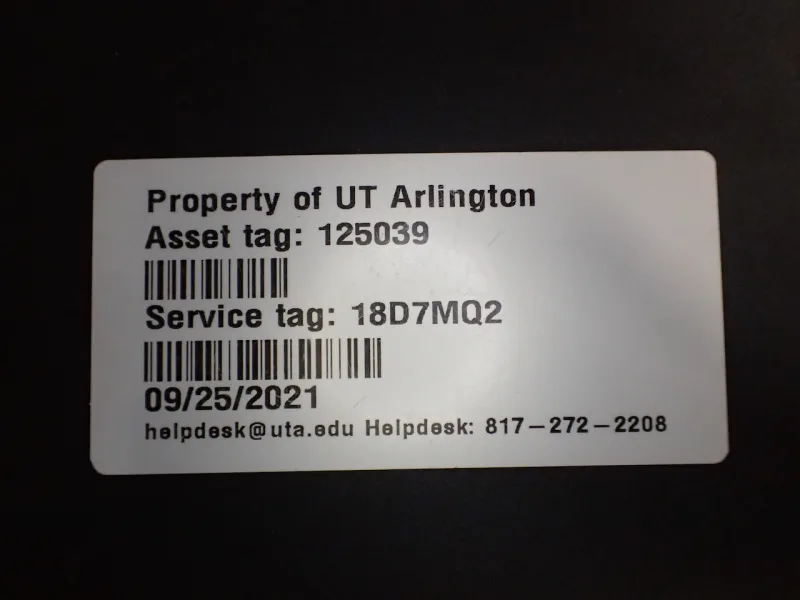 Property of UT Arlington
Asset tag: 125039
Service tag: 18D7MQ2
09/25/2021
helpdesk@uta.edu Helpdesk: 817-272-2208